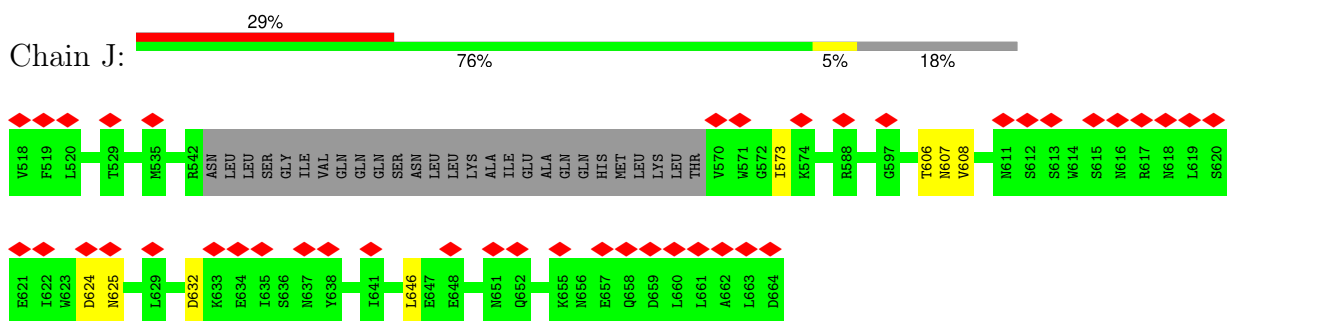 29%
Chain J:
76% 5% 18%
V518 F519 L520 T529 M535 R542 ASN LEU LEU SER GLY ILE VAL GLN GLN GLN SER ASN LEU LEU LYS ALA ILE GLU ALA GLN GLN HIS MET LEU LYS LEU THR V570 W571 G572 I573 K574 R588 G597 T606 N607 V608 N611 S612 S613 W614 S615 N616 R617 N618 L619 S620
E621 I622 W623 D624 N625 L629 D632 K633 E634 I635 S636 N637 Y638 I641 L646 E647 E648 N651 Q652 K655 N656 E657 Q658 D659 L660 L661 A662 L663 D664